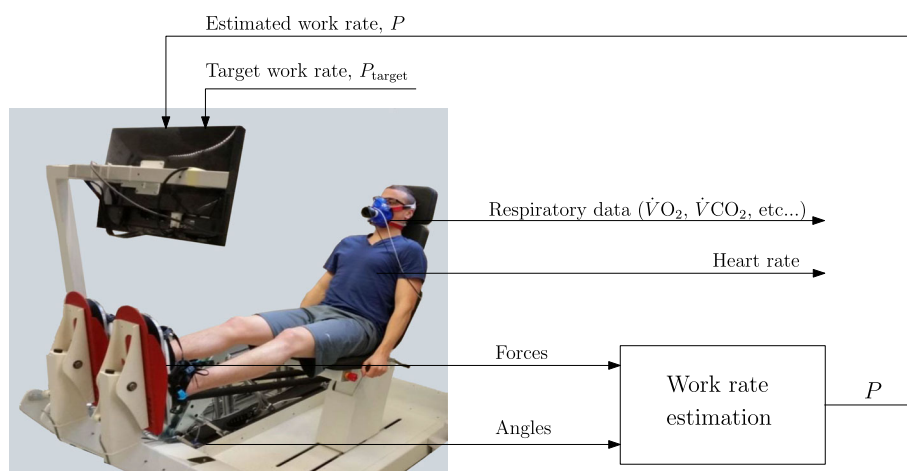 Estimated work rate, P
Target work rate, P_target
Respiratory data (V̇O₂, V̇CO₂, etc...)
Heart rate
Forces
Work rate
estimation
P
Angles